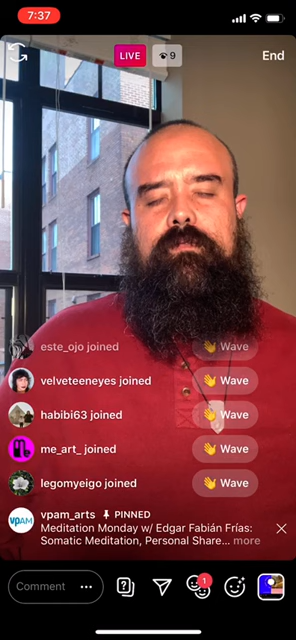 7:37
LIVE 9 End
este_ojo joined 👋 Wave
velveteeneyes joined 👋 Wave
habibi63 joined 👋 Wave
me_art_ joined 👋 Wave
legomyeigo joined 👋 Wave
vpam_arts PINNED
vpAM Meditation Monday w/ Edgar Fabián Frías:
Somatic Meditation, Personal Share... more
Comment
1